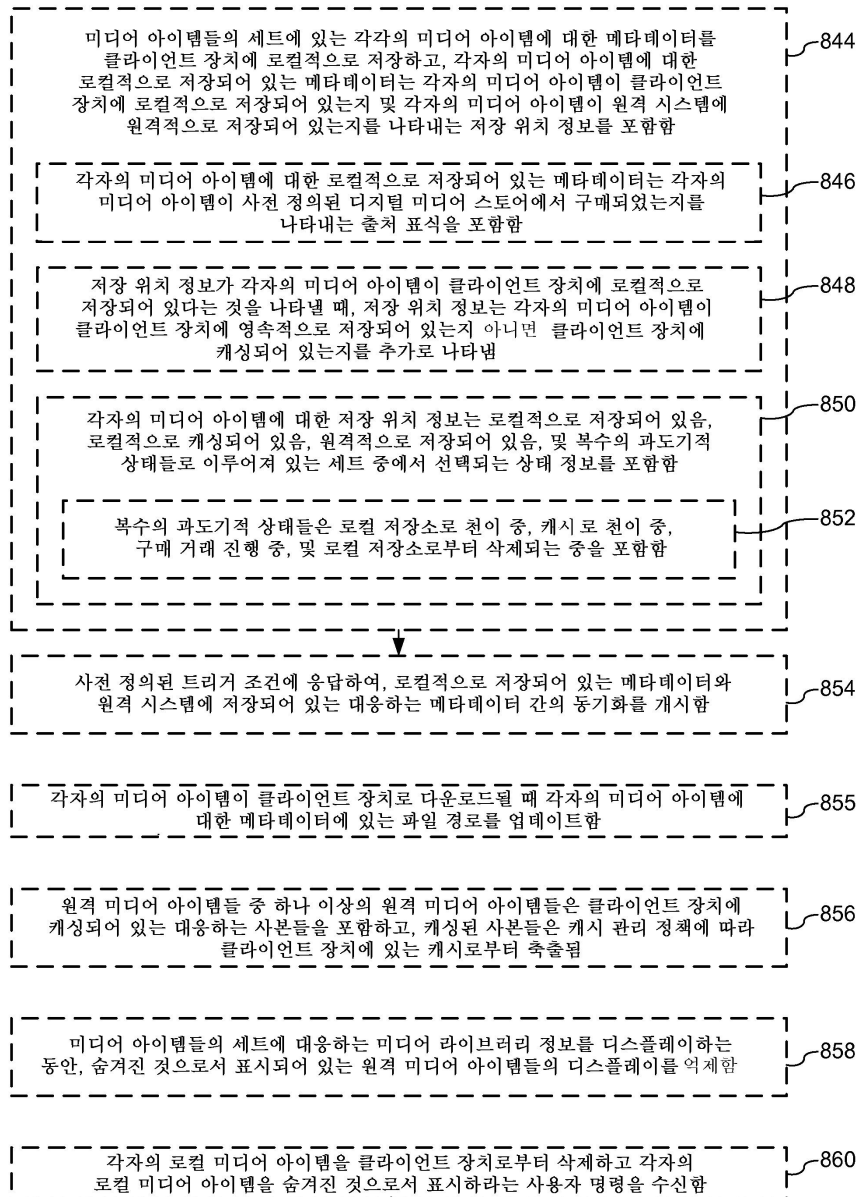 미디어 아이템들의 세트에 있는 각각의 미디어 아이템에 대한 메타데이터를
클라이언트 장치에 로컬적으로 저장하고, 각자의 미디어 아이템에 대한
로컬적으로 저장되어 있는 메타데이터는 각자의 미디어 아이템이 클라이언트
장치에 로컬적으로 저장되어 있는지 및 각자의 미디어 아이템이 원격 시스템에
원격적으로 저장되어 있는지를 나타내는 저장 위치 정보를 포함함
844
각자의 미디어 아이템에 대한 로컬적으로 저장되어 있는 메타데이터는 각자의
미디어 아이템이 사전 정의된 디지털 미디어 스토어에서 구매되었는지를
나타내는 출처 표식을 포함함
846
저장 위치 정보가 각자의 미디어 아이템이 클라이언트 장치에 로컬적으로
저장되어 있다는 것을 나타낼 때, 저장 위치 정보는 각자의 미디어 아이템이
클라이언트 장치에 영속적으로 저장되어 있는지 아니면 클라이언트 장치에
캐싱되어 있는지를 추가로 나타냄
848
각자의 미디어 아이템에 대한 저장 위치 정보는 로컬적으로 저장되어 있음,
로컬적으로 캐싱되어 있음, 원격적으로 저장되어 있음, 및 복수의 과도기적
상태들로 이루어져 있는 세트 중에서 선택되는 상태 정보를 포함함
850
복수의 과도기적 상태들은 로컬 저장소로 천이 중, 캐시로 천이 중,
구매 거래 진행 중, 및 로컬 저장소로부터 삭제되는 중을 포함함
852
사전 정의된 트리거 조건에 응답하여, 로컬적으로 저장되어 있는 메타데이터와
원격 시스템에 저장되어 있는 대응하는 메타데이터 간의 동기화를 개시함
854
각자의 미디어 아이템이 클라이언트 장치로 다운로드될 때 각자의 미디어 아이템에
대한 메타데이터에 있는 파일 경로를 업데이트함
855
원격 미디어 아이템들 중 하나 이상의 원격 미디어 아이템들은 클라이언트 장치에
캐싱되어 있는 대응하는 사본들을 포함하고, 캐싱된 사본들은 캐시 관리 정책에 따라
클라이언트 장치에 있는 캐시로부터 축출됨
856
미디어 아이템들의 세트에 대응하는 미디어 라이브러리 정보를 디스플레이하는
동안, 숨겨진 것으로서 표시되어 있는 원격 미디어 아이템들의 디스플레이를 억제함
858
각자의 로컬 미디어 아이템을 클라이언트 장치로부터 삭제하고 각자의
로컬 미디어 아이템을 숨겨진 것으로서 표시하라는 사용자 명령을 수신함
860